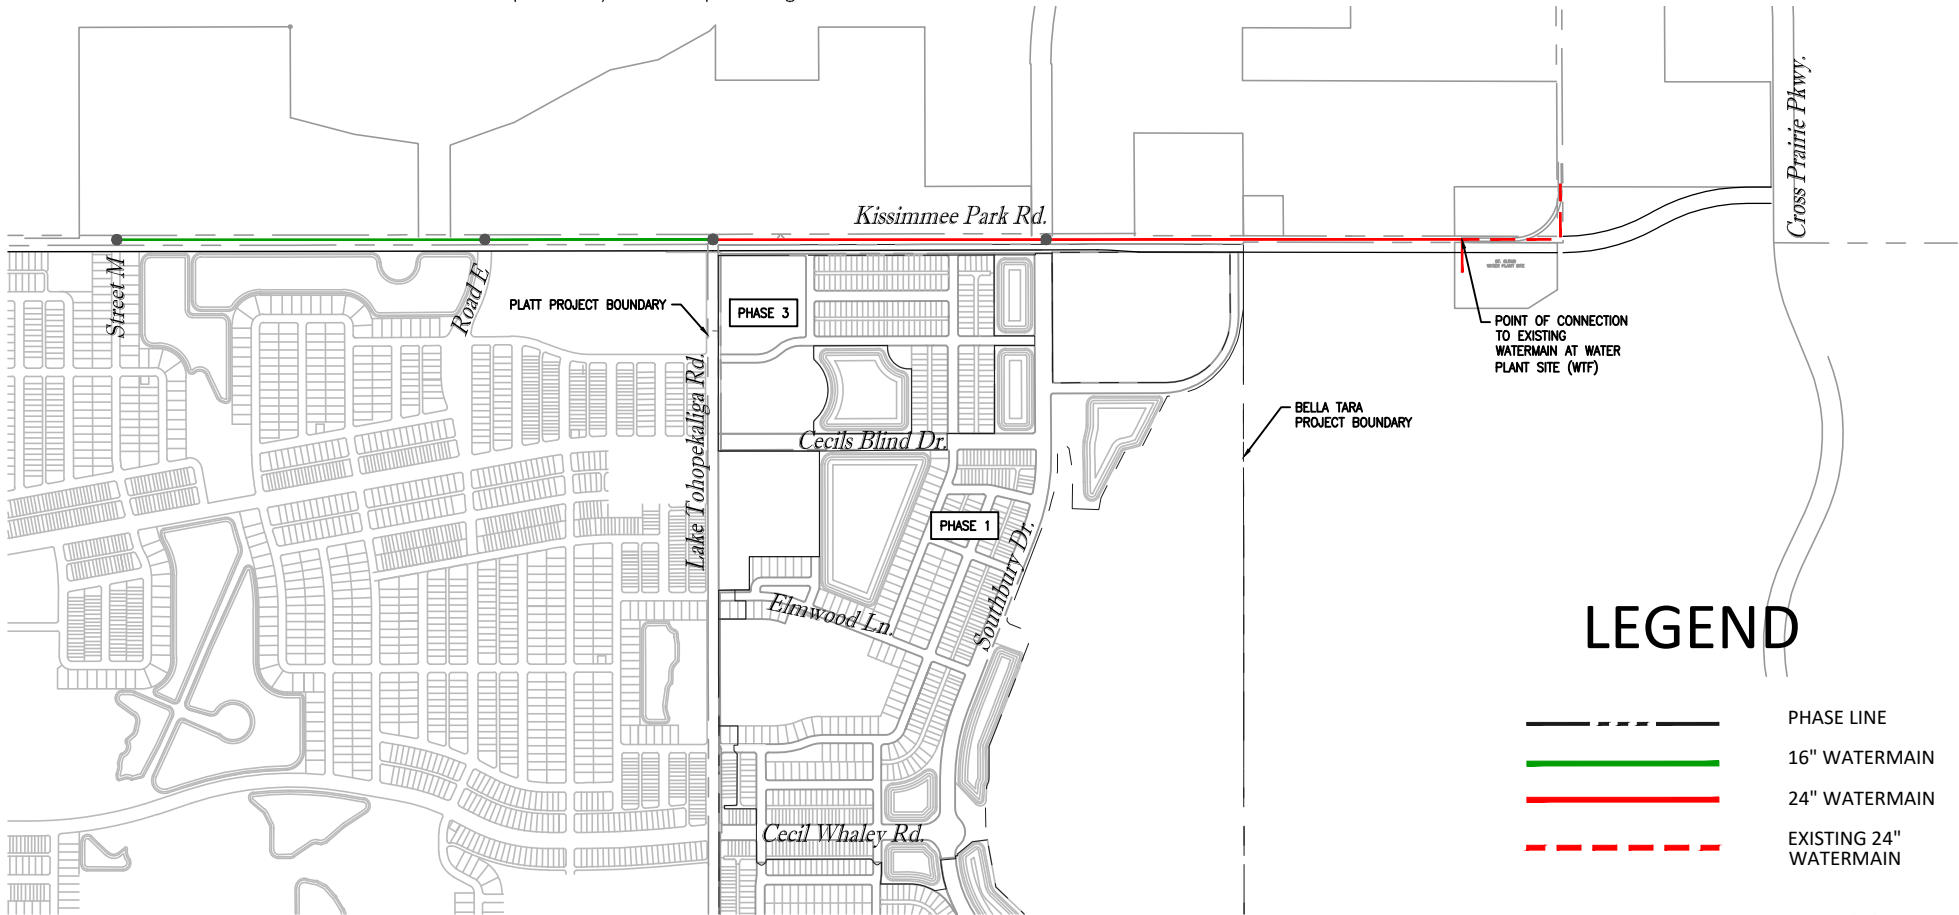 Cross Prairie Pkwy.
Kissimmee Park Rd.
Street M
Road E
PLATT PROJECT BOUNDARY
PHASE 3
POINT OF CONNECTION
TO EXISTING
WATERMAIN AT WATER
PLANT SITE (WTF)
Lake Tohopekaliga Rd.
BELLA TARA
PROJECT BOUNDARY
Cecils Blind Dr.
PHASE 1
Southbury Dr.
Elmwood Ln.
Cecil Whaley Rd.
LEGEND
PHASE LINE
16" WATERMAIN
24" WATERMAIN
EXISTING 24"
WATERMAIN